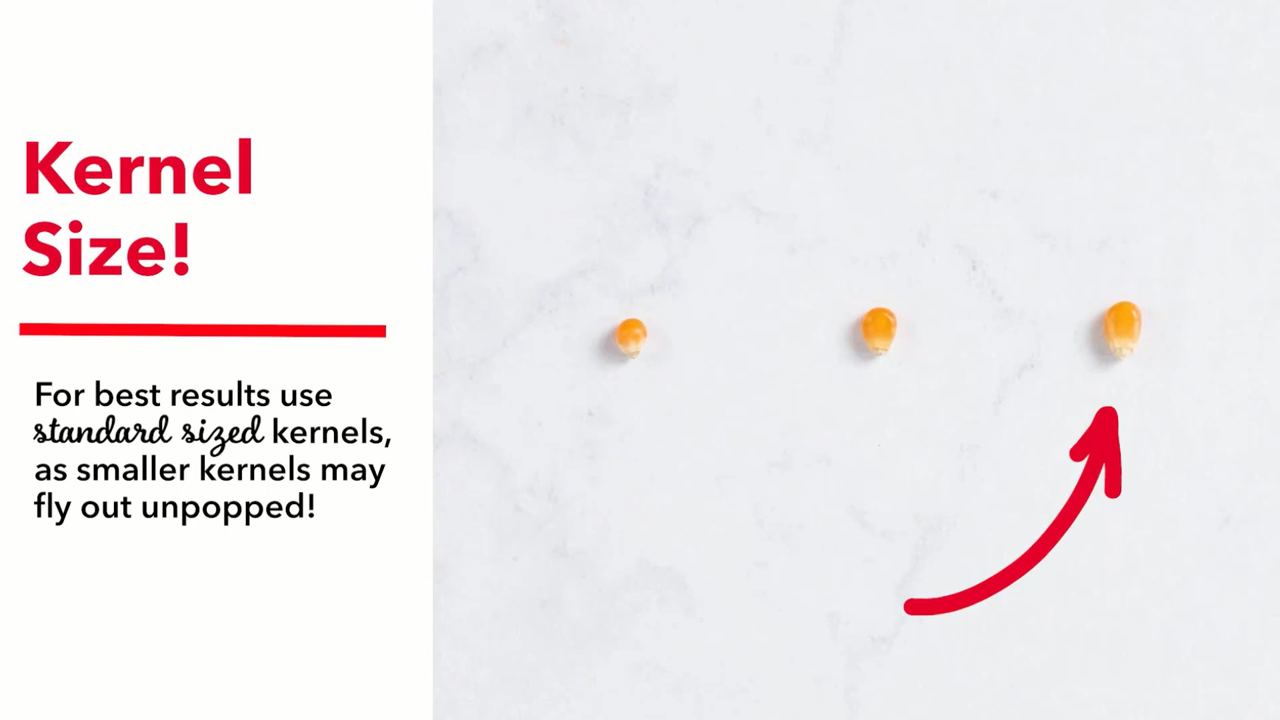 Kernel
Size!
For best results use
standard sized kernels,
as smaller kernels may
fly out unpopped!